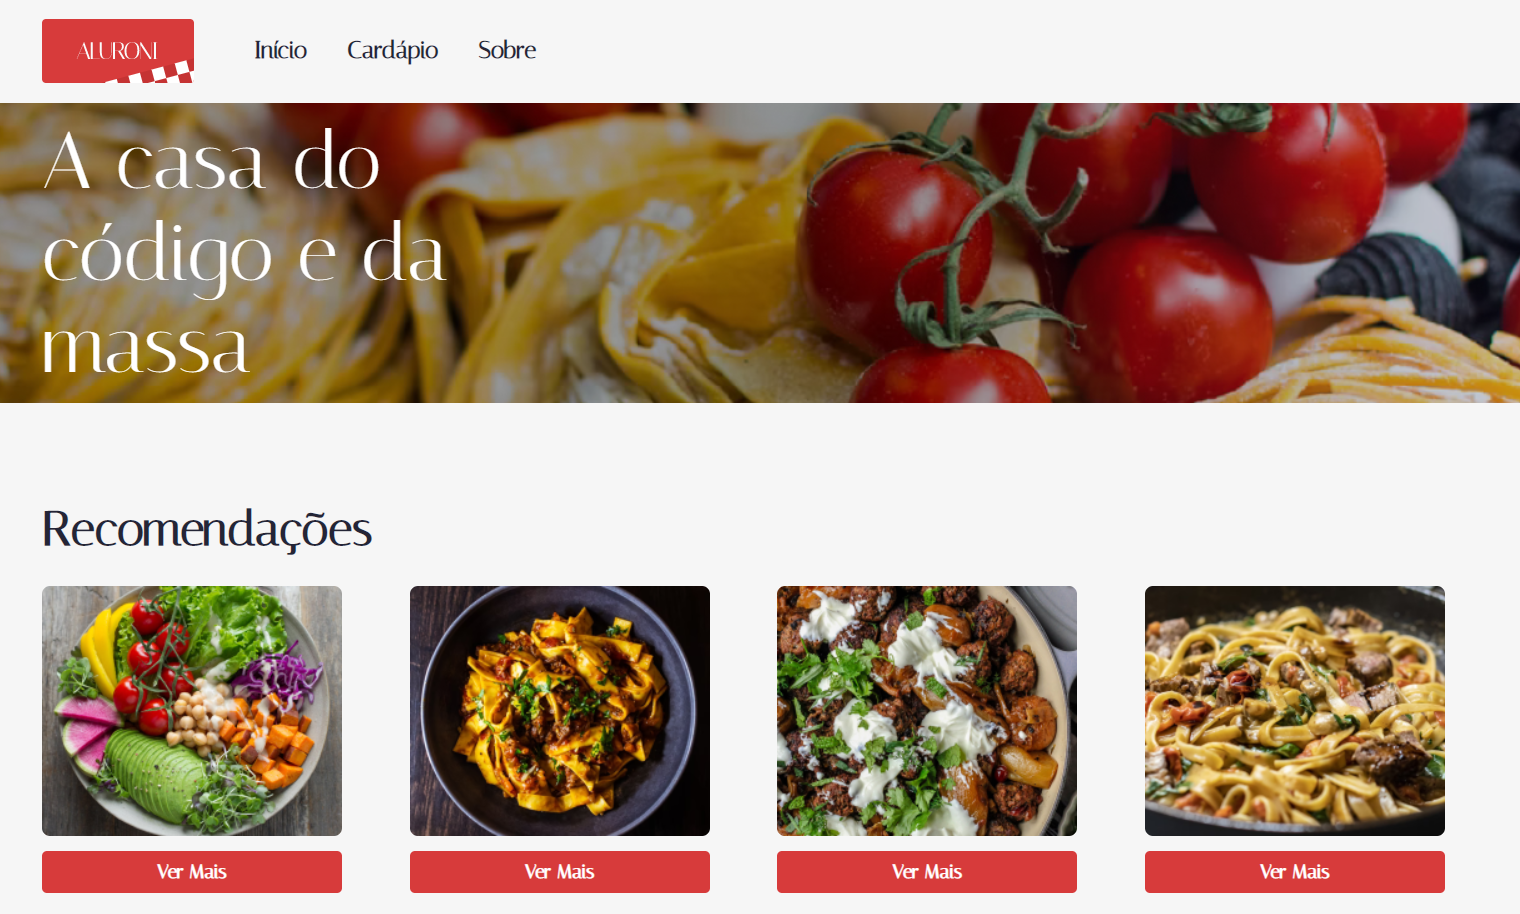 ALURONI
Início
Cardápio
Sobre
A casa do
código e da
massa
Recomendações
Ver Mais
Ver Mais
Ver Mais
Ver Mais